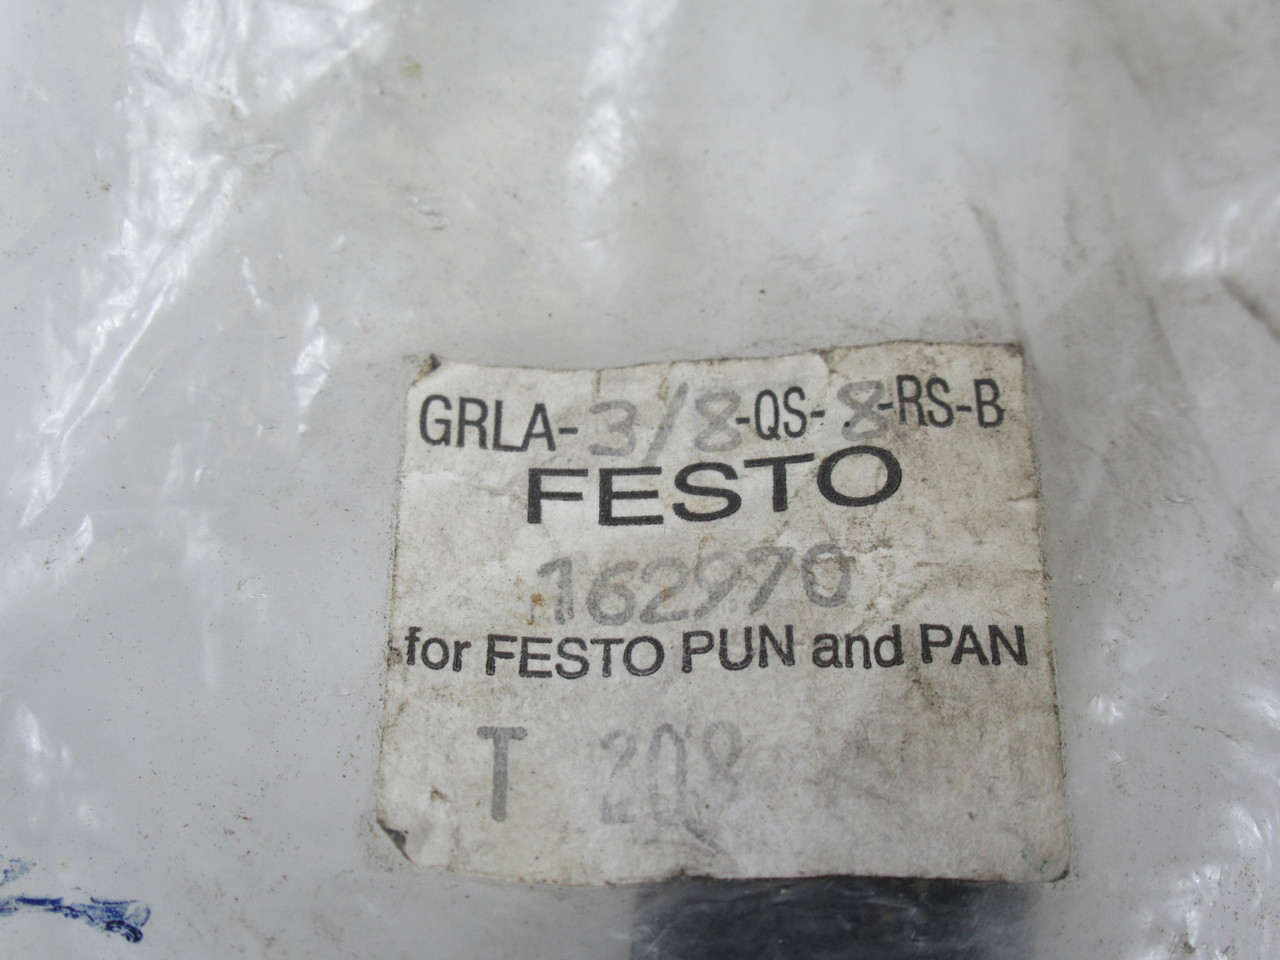 GRLA-3/8-QS-8-RS-B
FESTO
162970
for FESTO PUN and PAN
T 208